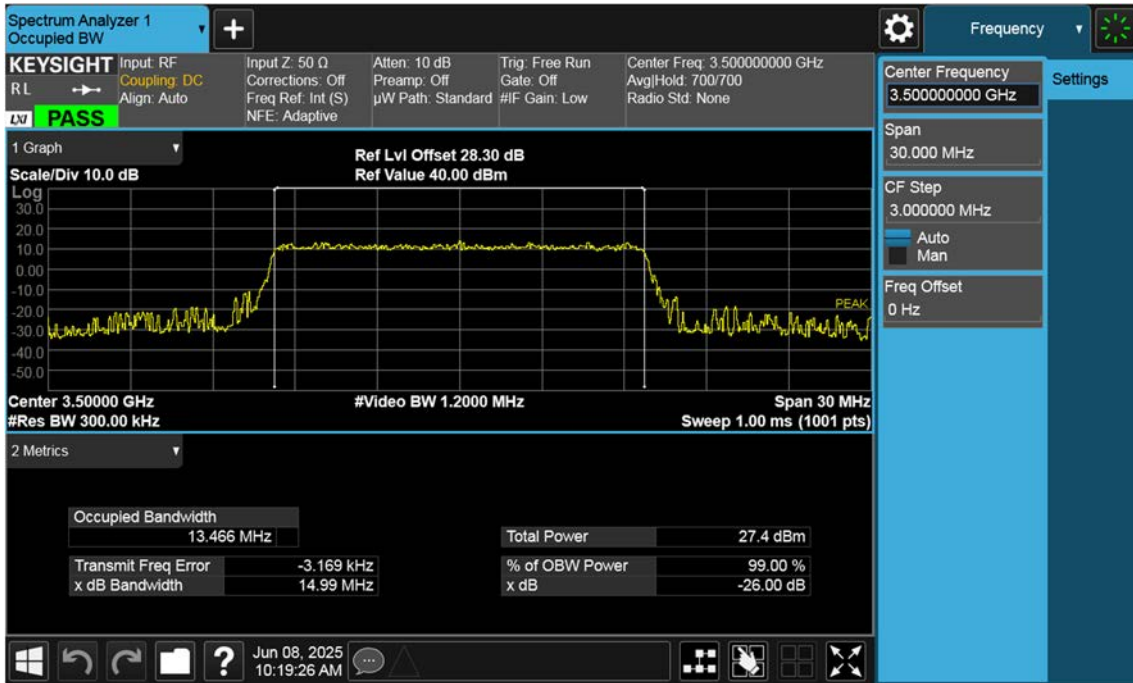 Spectrum Analyzer 1
Occupied BW
+
Frequency
KEYSIGHT
RL
LXI PASS
Input: RF
Coupling: DC
Align: Auto
Input Z: 50 Ω
Corrections: Off
Freq Ref: Int (S)
NFE: Adaptive
Atten: 10 dB
Preamp: Off
µW Path: Standard
Trig: Free Run
Gate: Off
#IF Gain: Low
Center Freq: 3.500000000 GHz
Avg|Hold: 700/700
Radio Std: None
Center Frequency
3.500000000 GHz
Settings
Span
30.000 MHz
CF Step
3.000000 MHz
Auto
Man
Freq Offset
0 Hz
1 Graph
Scale/Div 10.0 dB
Ref Lvl Offset 28.30 dB
Ref Value 40.00 dBm
Log
30.0
20.0
10.0
0.00
-10.0
-20.0
-30.0
-40.0
-50.0
PEAK
Center 3.50000 GHz
#Video BW 1.2000 MHz
Span 30 MHz
#Res BW 300.00 kHz
Sweep 1.00 ms (1001 pts)
2 Metrics
Occupied Bandwidth
13.466 MHz
Total Power 27.4 dBm
Transmit Freq Error -3.169 kHz
% of OBW Power 99.00 %
x dB Bandwidth 14.99 MHz
x dB -26.00 dB
?
Jun 08, 2025
10:19:26 AM